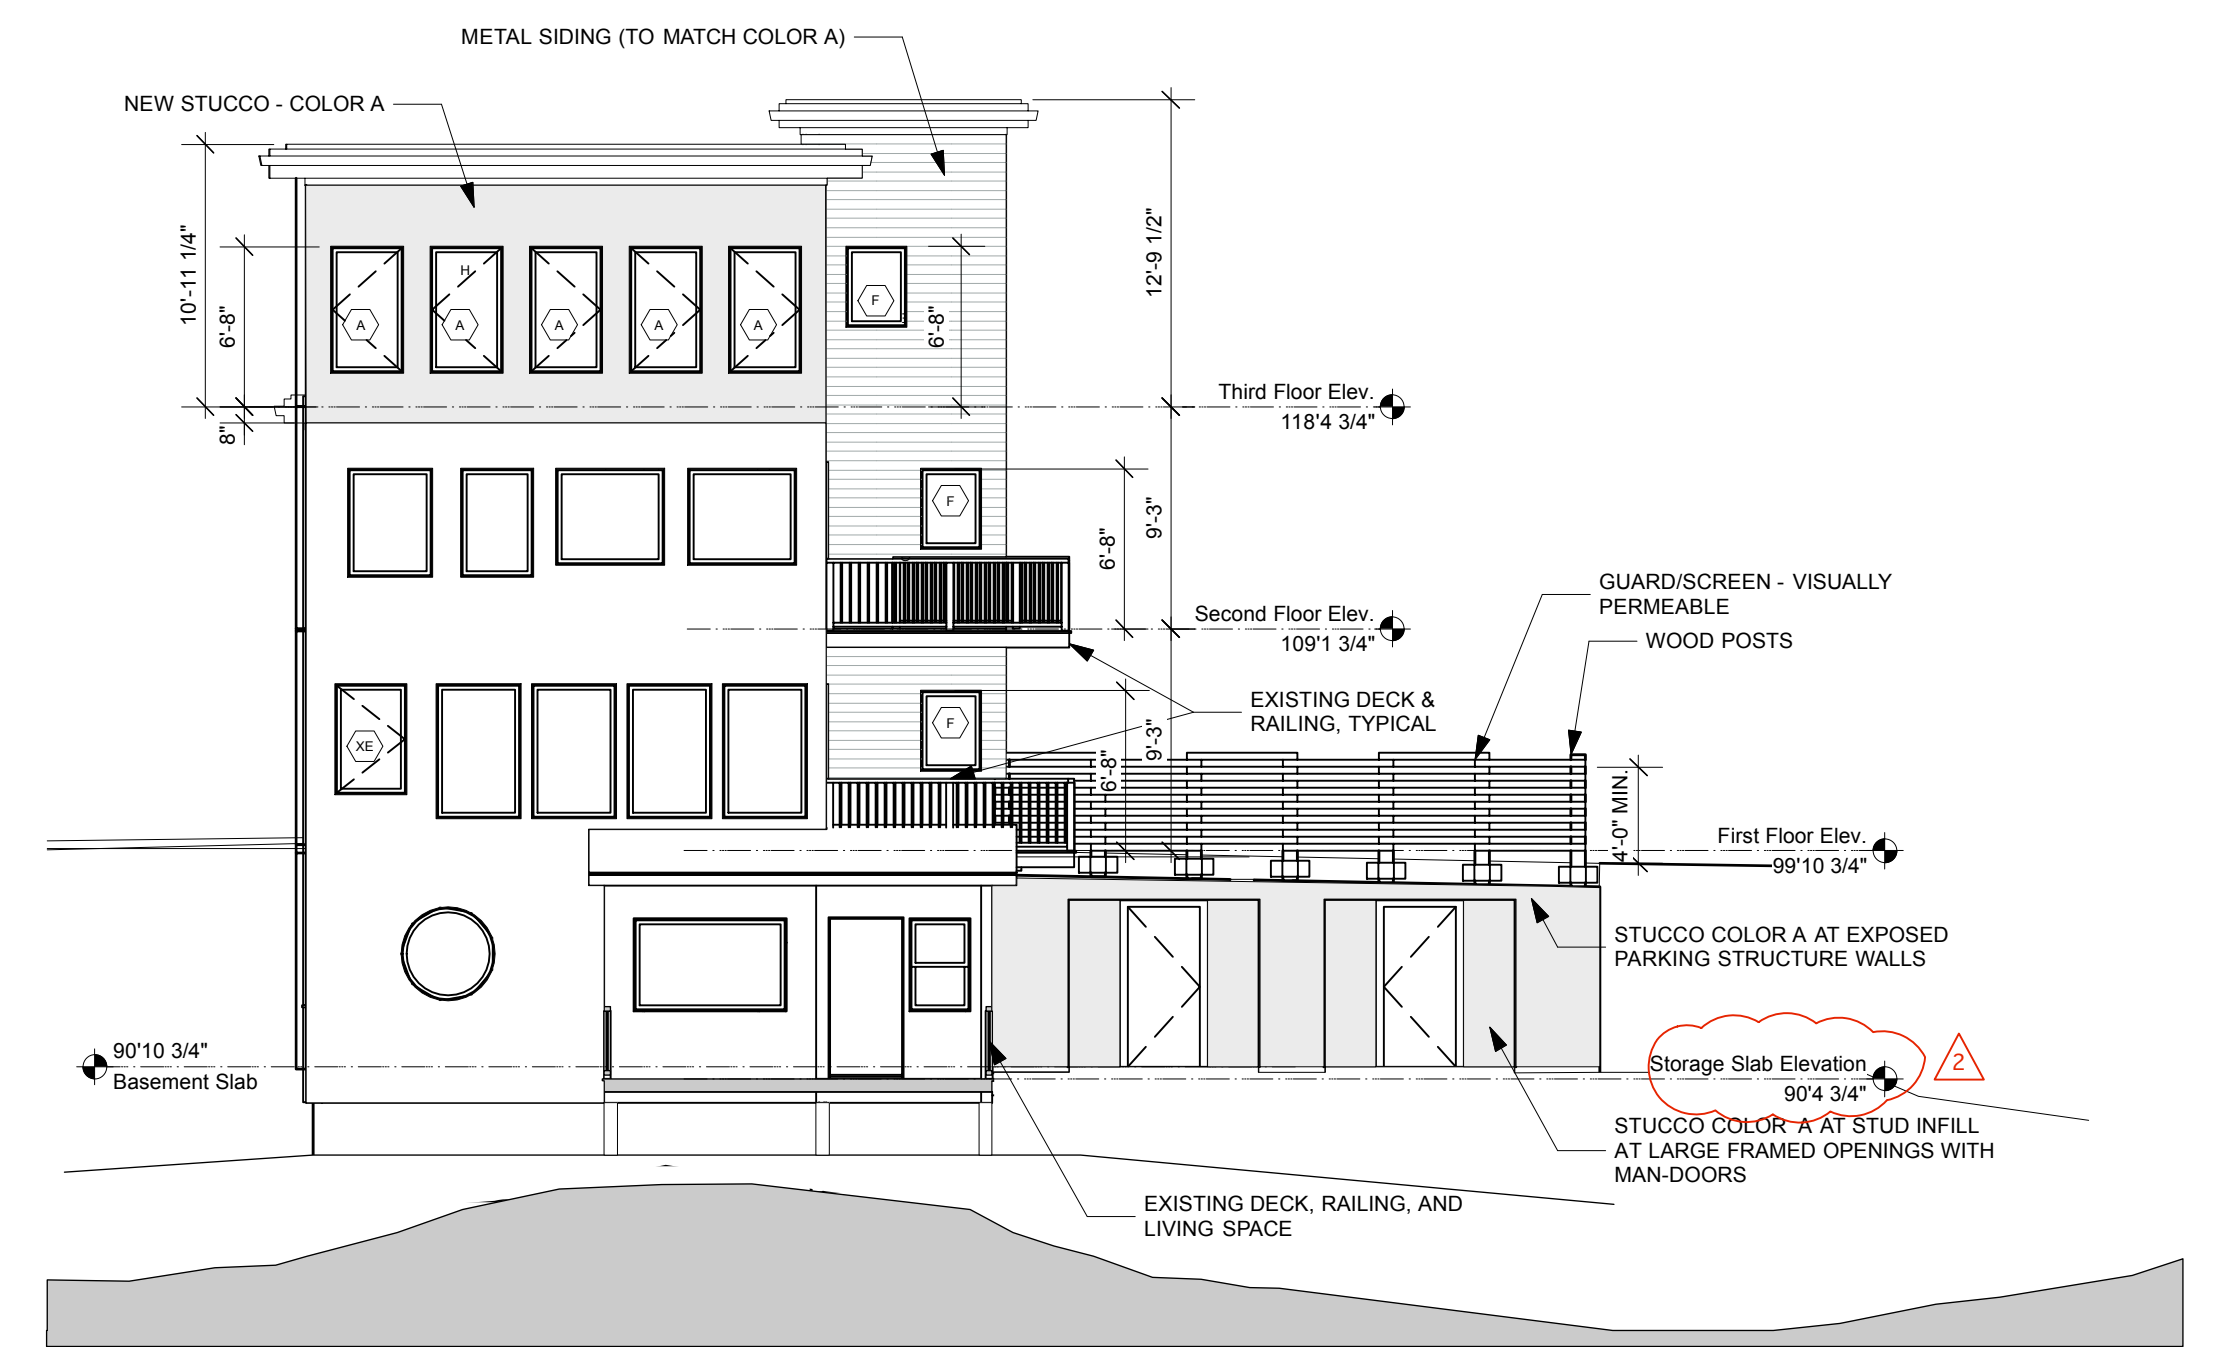 METAL SIDING (TO MATCH COLOR A)
NEW STUCCO - COLOR A
10'-11 1/4"
6'-8"
8"
H
A
A
A
A
A
F
6'-8"
12'-9 1/2"
Third Floor Elev.
118'4 3/4"
F
6'-8"
9'-3"
Second Floor Elev.
109'1 3/4"
GUARD/SCREEN - VISUALLY
PERMEABLE
WOOD POSTS
EXISTING DECK &
RAILING, TYPICAL
XE
F
6'-8"
9'-3"
4'-0" MIN.
First Floor Elev.
99'10 3/4"
STUCCO COLOR A AT EXPOSED
PARKING STRUCTURE WALLS
90'10 3/4"
Basement Slab
Storage Slab Elevation
90'4 3/4"
2
STUCCO COLOR A AT STUD INFILL
AT LARGE FRAMED OPENINGS WITH
MAN-DOORS
EXISTING DECK, RAILING, AND
LIVING SPACE